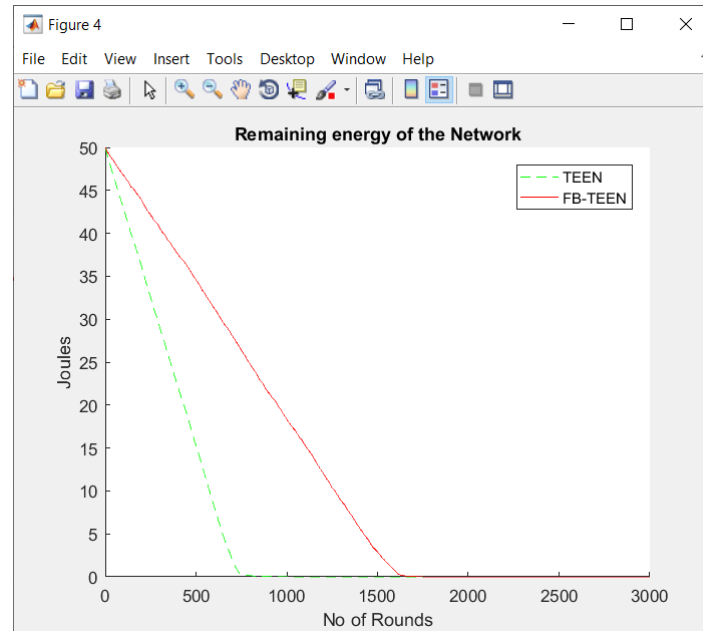 Figure 4
File Edit View Insert Tools Desktop Window Help
Remaining energy of the Network
TEEN
FB-TEEN
50
45
40
35
30
25
20
15
10
5
0
Joules
0 500 1000 1500 2000 2500 3000
No of Rounds